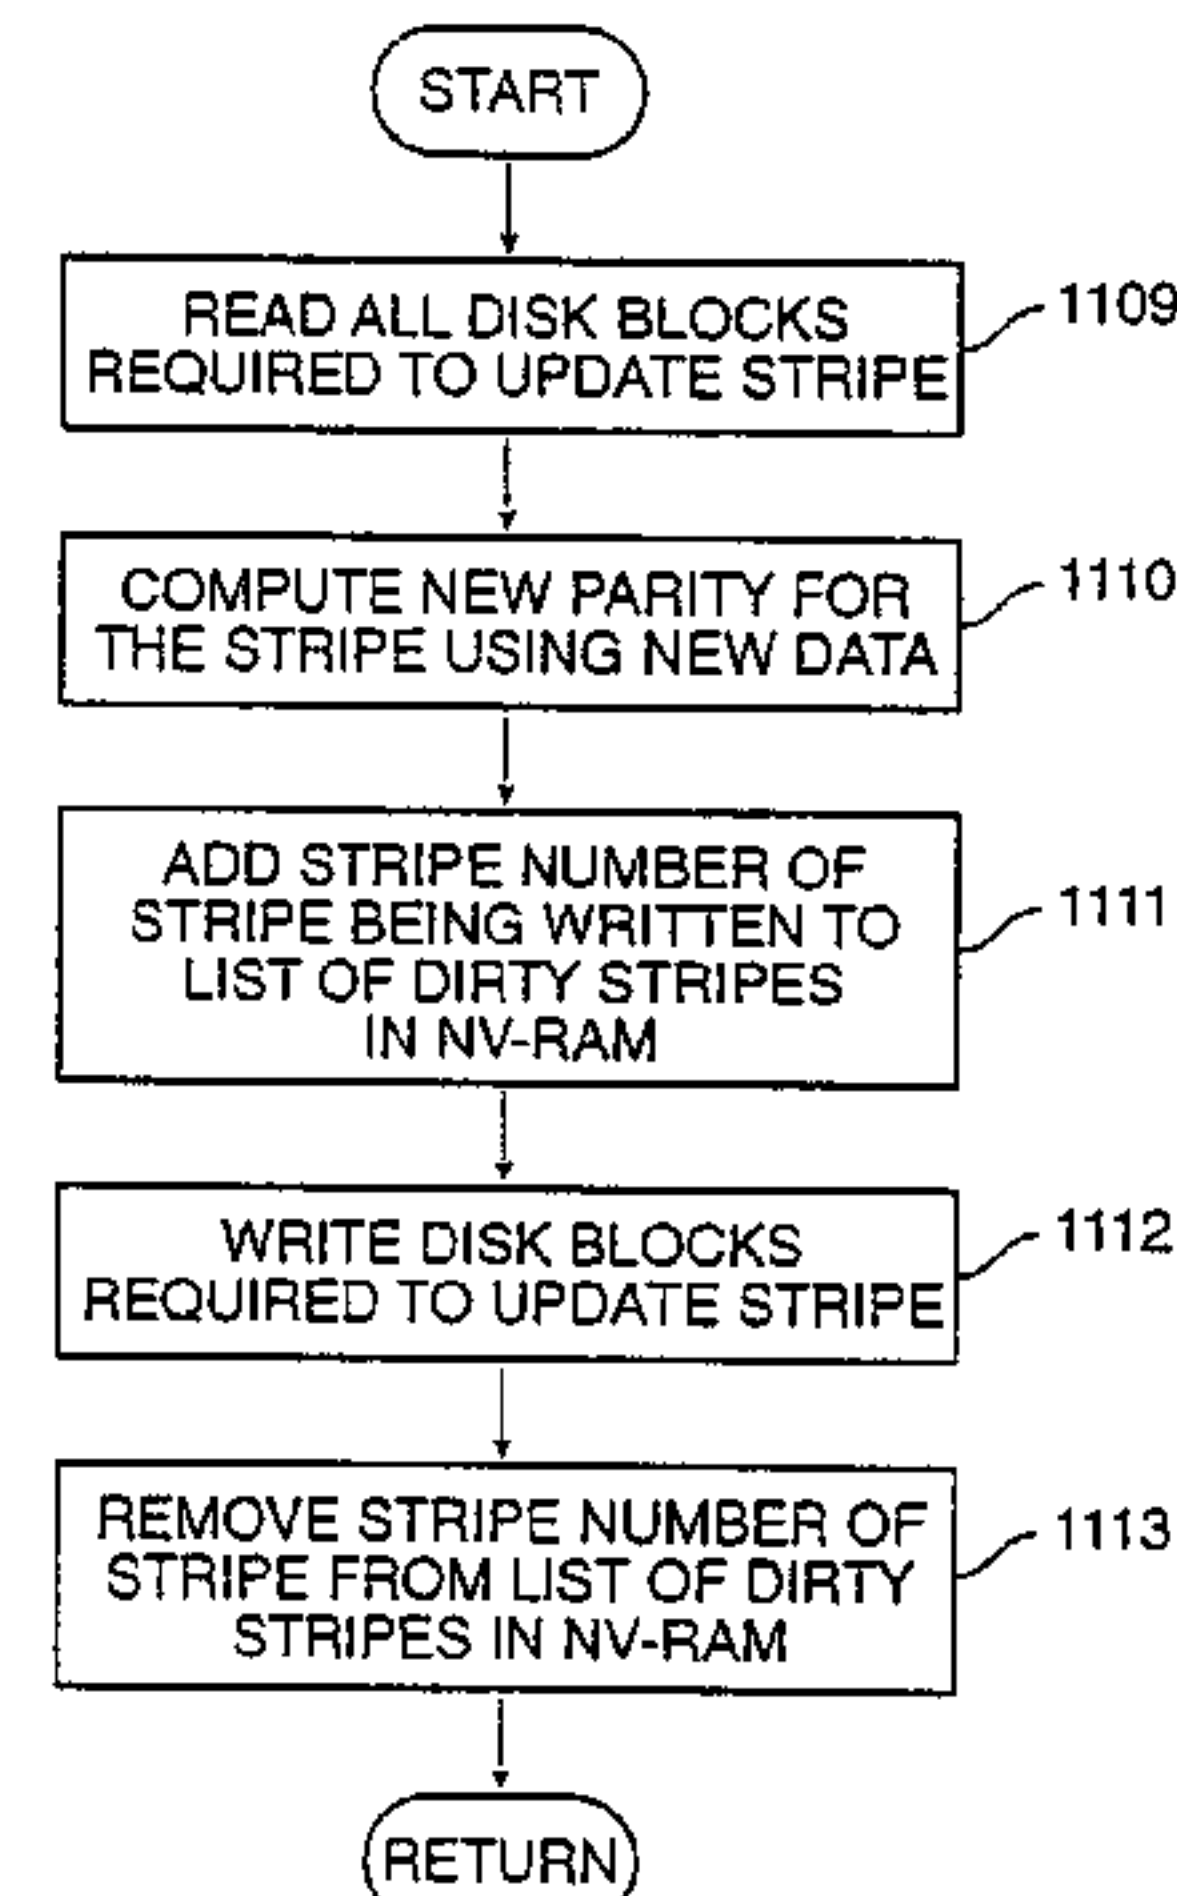 START
READ ALL DISK BLOCKS
REQUIRED TO UPDATE STRIPE
1109
COMPUTE NEW PARITY FOR
THE STRIPE USING NEW DATA
1110
ADD STRIPE NUMBER OF
STRIPE BEING WRITTEN TO
LIST OF DIRTY STRIPES
IN NV-RAM
1111
WRITE DISK BLOCKS
REQUIRED TO UPDATE STRIPE
1112
REMOVE STRIPE NUMBER OF
STRIPE FROM LIST OF DIRTY
STRIPES IN NV-RAM
1113
RETURN